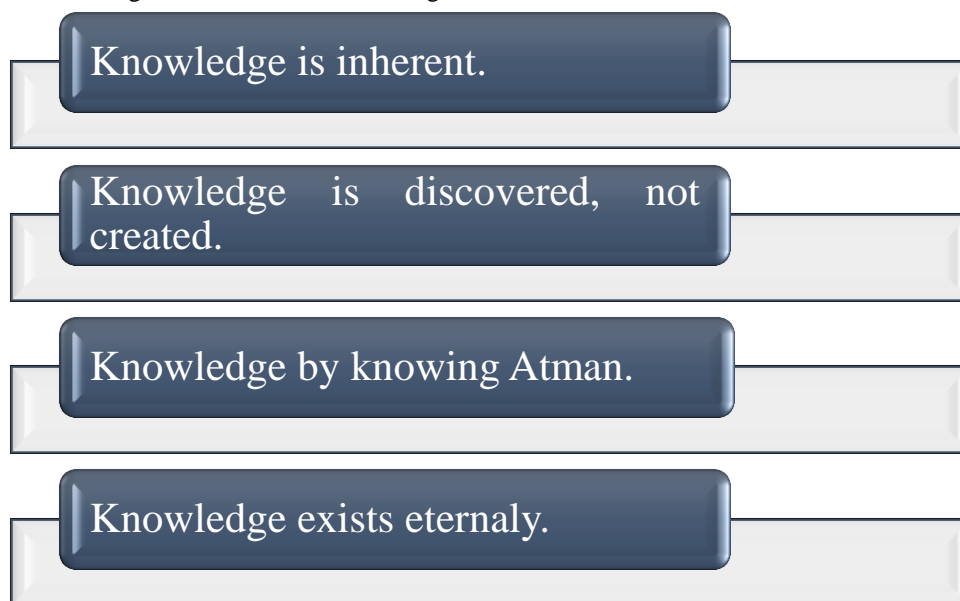 Knowledge is inherent.
Knowledge is discovered, not
created.
Knowledge by knowing Atman.
Knowledge exists eternaly.